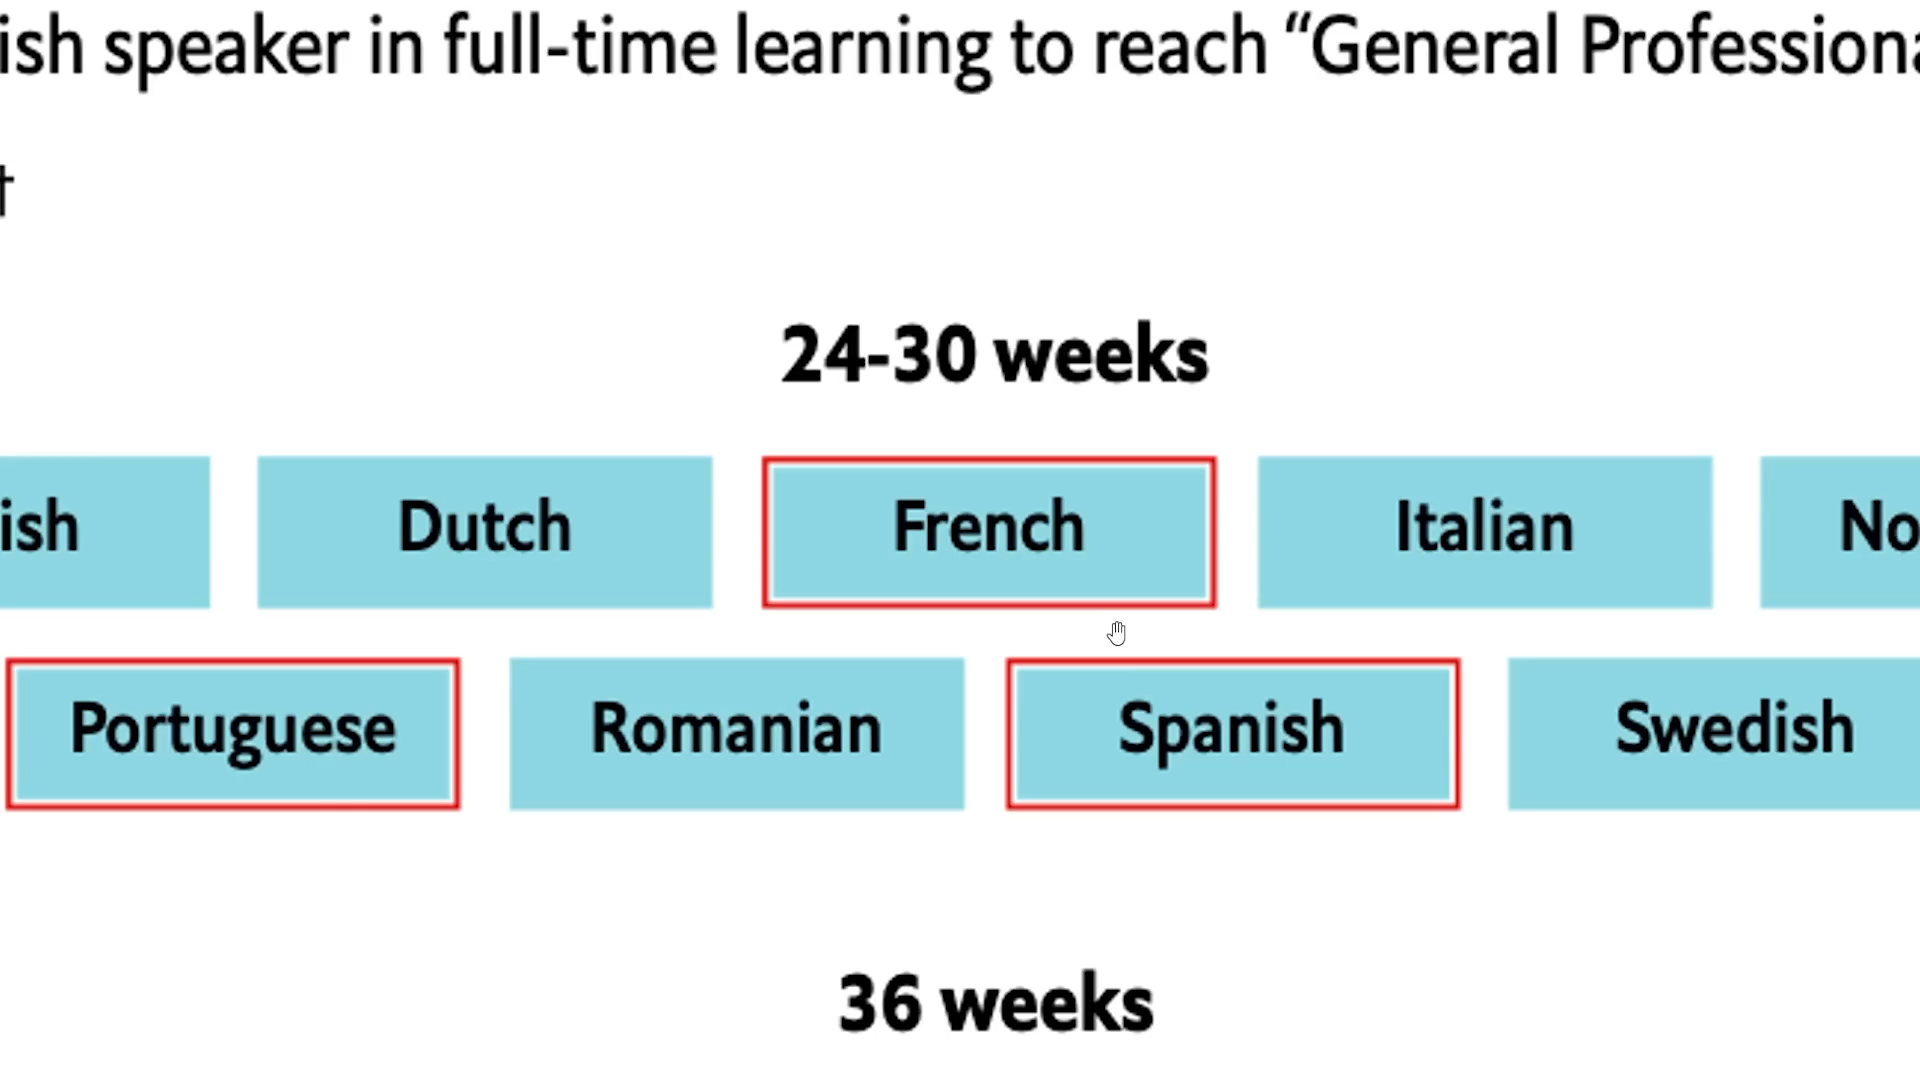 ish speaker in full-time learning to reach “General Professiona
t
24-30 weeks
ish Dutch French Italian No
Portuguese Romanian Spanish Swedish
36 weeks